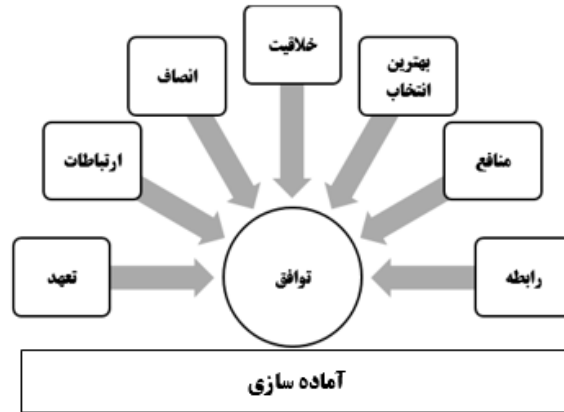 خلاقیت
بهترین
انتخاب
انصاف
منافع
ارتباطات
رابطه
توافق
تعهد
آماده سازی